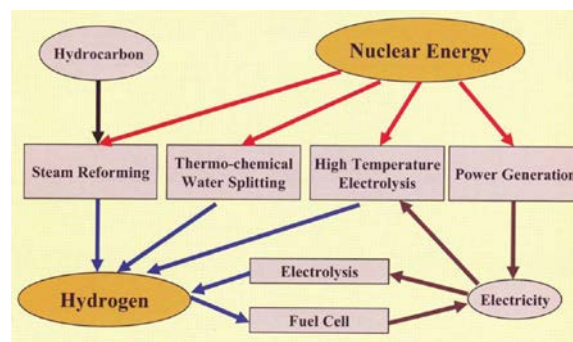 Hydrocarbon
Nuclear Energy
Steam Reforming
Thermo-chemical
Water Splitting
High Temperature
Electrolysis
Power Generation
Hydrogen
Electrolysis
Fuel Cell
Electricity